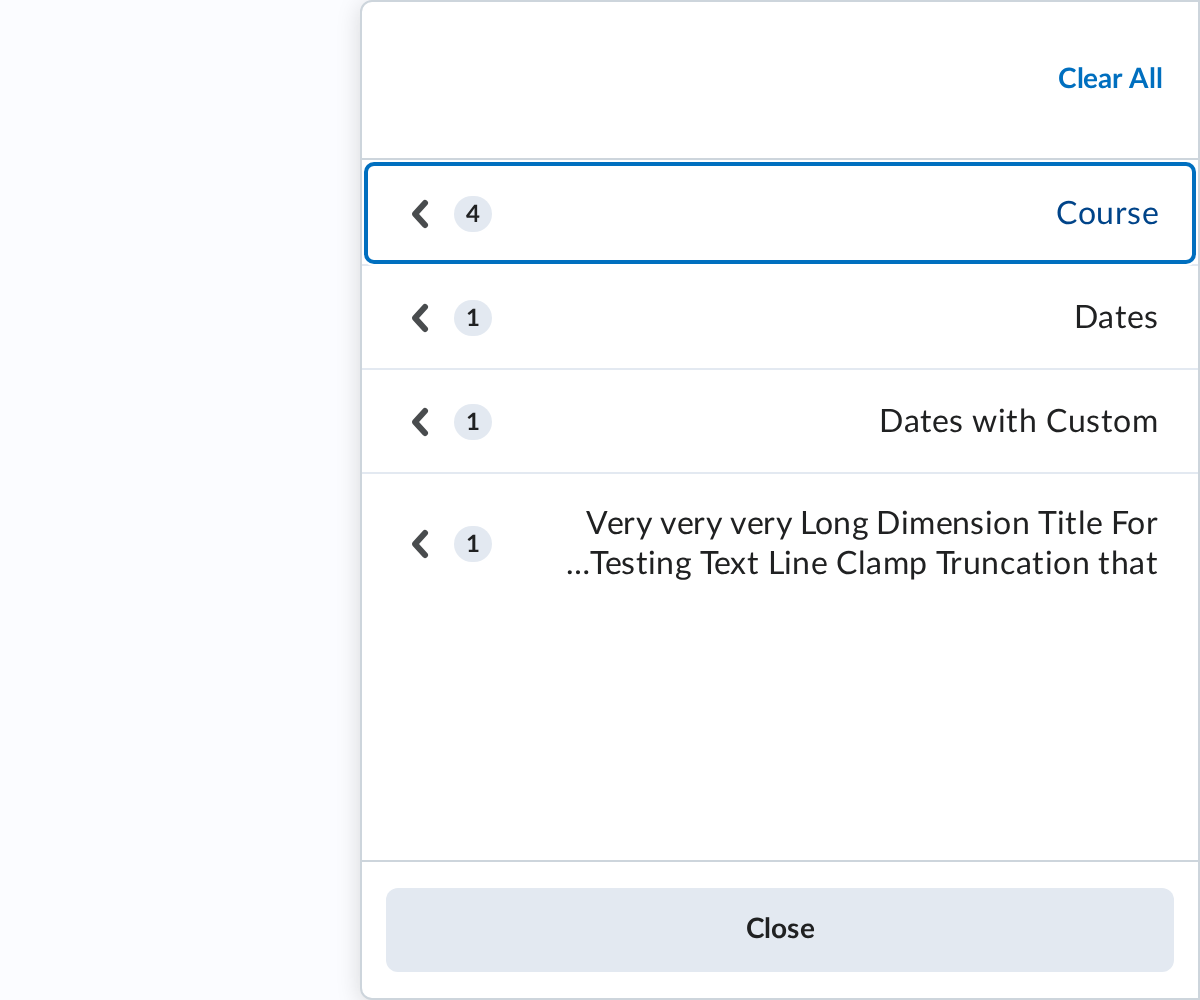 Clear All
Course 4
Dates 1
Dates with Custom 1
Very very very Long Dimension Title For
Testing Text Line Clamp Truncation that...
1
Close